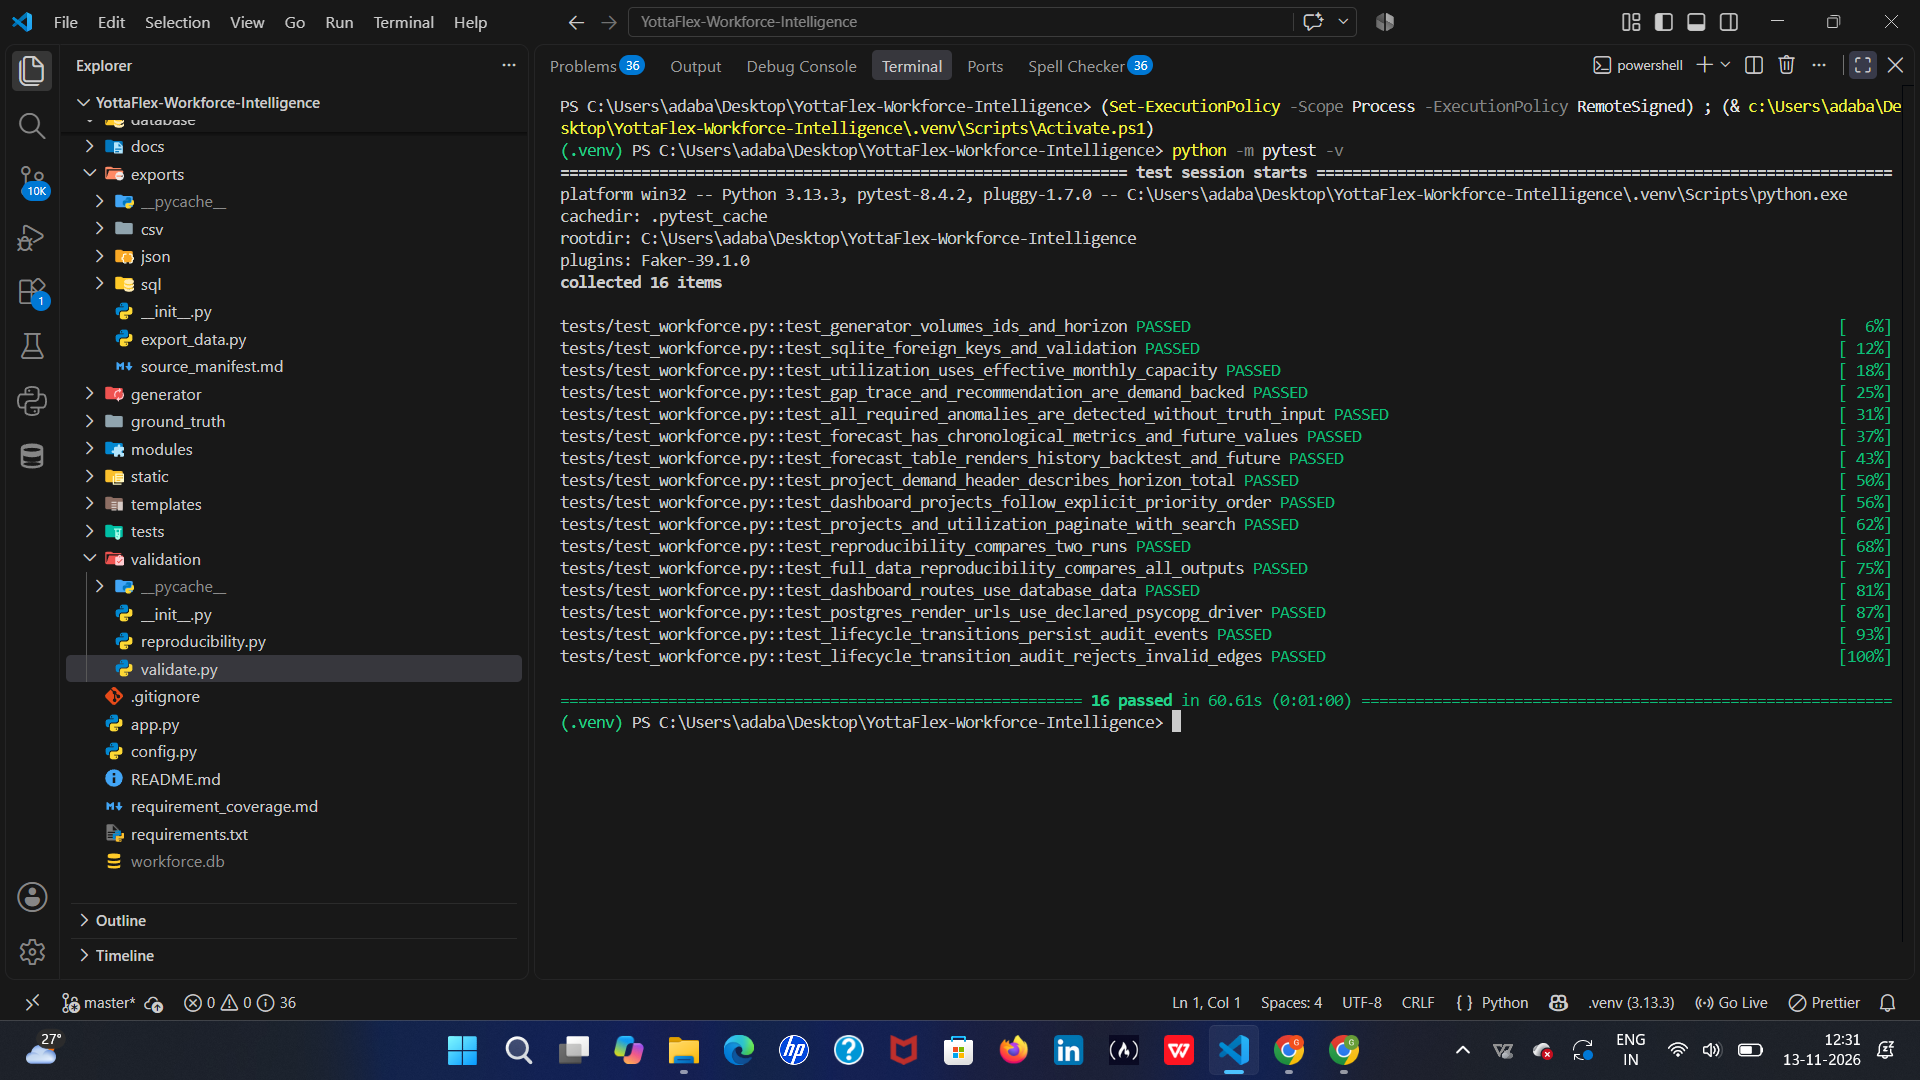 File Edit Selection View Go Run Terminal Help
YottaFlex-Workforce-Intelligence
Explorer
YottaFlex-Workforce-Intelligence
database
docs
exports
__pycache__
csv
json
sql
__init__.py
export_data.py
source_manifest.md
generator
ground_truth
modules
static
templates
tests
validation
__pycache__
__init__.py
reproducibility.py
validate.py
.gitignore
app.py
config.py
README.md
requirement_coverage.md
requirements.txt
workforce.db
Outline
Timeline
10K
1
Problems 36 Output Debug Console Terminal Ports Spell Checker 36
powershell
PS C:\Users\adaba\Desktop\YottaFlex-Workforce-Intelligence> (Set-ExecutionPolicy -Scope Process -ExecutionPolicy RemoteSigned) ; (& c:\Users\adaba\De
sktop\YottaFlex-Workforce-Intelligence\.venv\Scripts\Activate.ps1)
(.venv) PS C:\Users\adaba\Desktop\YottaFlex-Workforce-Intelligence> python -m pytest -v
=============================================================== test session starts ================================================================
platform win32 -- Python 3.13.3, pytest-8.4.2, pluggy-1.7.0 -- C:\Users\adaba\Desktop\YottaFlex-Workforce-Intelligence\.venv\Scripts\python.exe
cachedir: .pytest_cache
rootdir: C:\Users\adaba\Desktop\YottaFlex-Workforce-Intelligence
plugins: Faker-39.1.0
collected 16 items
tests/test_workforce.py::test_generator_volumes_ids_and_horizon PASSED [  6%]
tests/test_workforce.py::test_sqlite_foreign_keys_and_validation PASSED [ 12%]
tests/test_workforce.py::test_utilization_uses_effective_monthly_capacity PASSED [ 18%]
tests/test_workforce.py::test_gap_trace_and_recommendation_are_demand_backed PASSED [ 25%]
tests/test_workforce.py::test_all_required_anomalies_are_detected_without_truth_input PASSED [ 31%]
tests/test_workforce.py::test_forecast_has_chronological_metrics_and_future_values PASSED [ 37%]
tests/test_workforce.py::test_forecast_table_renders_history_backtest_and_future PASSED [ 43%]
tests/test_workforce.py::test_project_demand_header_describes_horizon_total PASSED [ 50%]
tests/test_workforce.py::test_dashboard_projects_follow_explicit_priority_order PASSED [ 56%]
tests/test_workforce.py::test_projects_and_utilization_paginate_with_search PASSED [ 62%]
tests/test_workforce.py::test_reproducibility_compares_two_runs PASSED [ 68%]
tests/test_workforce.py::test_full_data_reproducibility_compares_all_outputs PASSED [ 75%]
tests/test_workforce.py::test_dashboard_routes_use_database_data PASSED [ 81%]
tests/test_workforce.py::test_postgres_render_urls_use_declared_psycopg_driver PASSED [ 87%]
tests/test_workforce.py::test_lifecycle_transitions_persist_audit_events PASSED [ 93%]
tests/test_workforce.py::test_lifecycle_transition_audit_rejects_invalid_edges PASSED [100%]
========================================================== 16 passed in 60.61s (0:01:00) ===========================================================
(.venv) PS C:\Users\adaba\Desktop\YottaFlex-Workforce-Intelligence>
master* 0 0 36 Ln 1, Col 1 Spaces: 4 UTF-8 CRLF { } Python .venv (3.13.3) Go Live Prettier
27° ENG 12:31
IN 13-11-2026